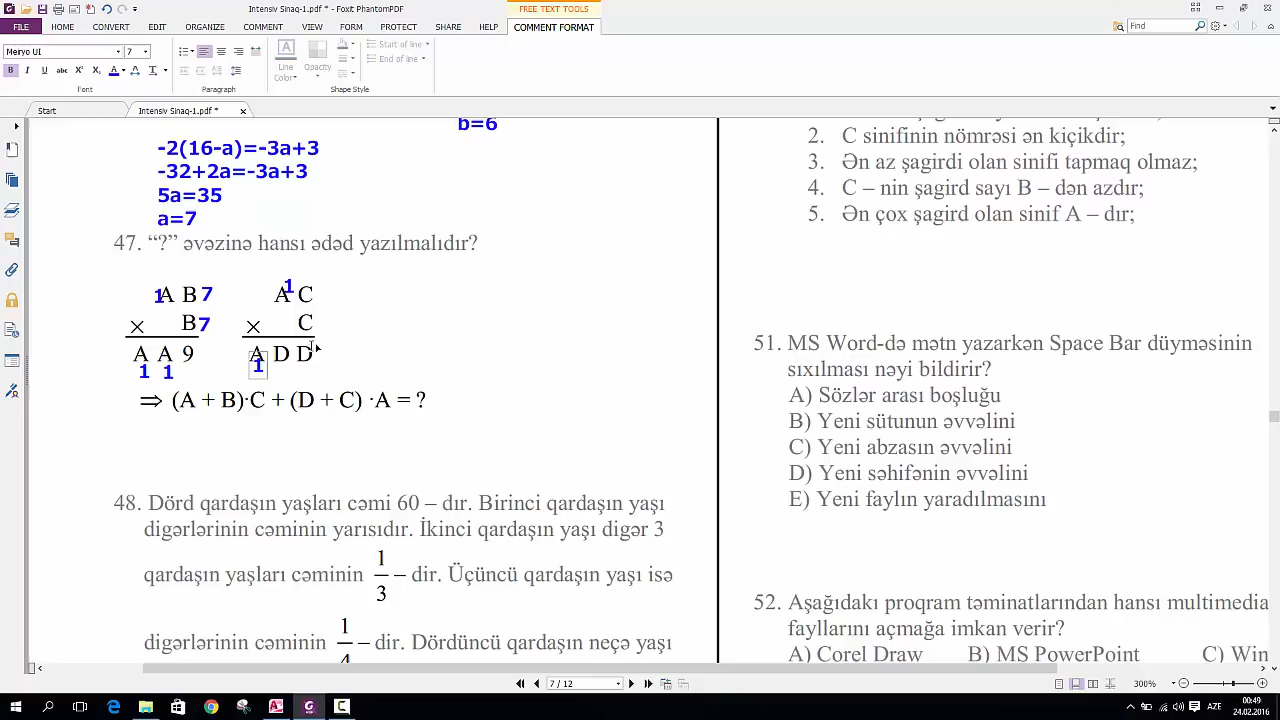 Intensiv Sinaq-1.pdf * - Foxit PhantomPDF
FREE TEXT TOOLS
FILE HOME CONVERT EDIT ORGANIZE COMMENT VIEW FORM PROTECT SHARE HELP COMMENT FORMAT
Find
Meiryo UI 7
Start of line
End of line
Line Color
Opacity
Font Paragraph Shape Style
Start Intensiv Sinaq-1.pdf *
b=6
-2(16-a)=-3a+3
-32+2a=-3a+3
5a=35
a=7
47. “?” əvəzinə hansı ədəd yazılmalıdır?
1 A B 7
× B 7
A A 9
1 1
A 1 C
× C
A D D
1
⇒ (A + B)·C + (D + C) ·A = ?
48. Dörd qardaşın yaşları cəmi 60 – dır. Birinci qardaşın yaşı
digərlərinin cəminin yarısıdır. İkinci qardaşın yaşı digər 3
qardaşın yaşları cəminin 1/3 – dir. Üçüncü qardaşın yaşı isə
digərlərinin cəminin 1/4 – dir. Dördüncü qardaşın neçə yaşı
2. C sinifinin nömrəsi ən kiçikdir;
3. Ən az şagirdi olan sinifi tapmaq olmaz;
4. C – nin şagird sayı B – dən azdır;
5. Ən çox şagird olan sinif A – dır;
51. MS Word-də mətn yazarkən Space Bar düyməsinin
sıxılması nəyi bildirir?
A) Sözlər arası boşluğu
B) Yeni sütunun əvvəlini
C) Yeni abzasın əvvəlini
D) Yeni səhifənin əvvəlini
E) Yeni faylın yaradılmasını
52. Aşağıdakı proqram təminatlarından hansı multimedia
fayllarını açmağa imkan verir?
A) Corel Draw B) MS PowerPoint C) Win
7 / 12
300%
AZE
00:49
24.02.2016